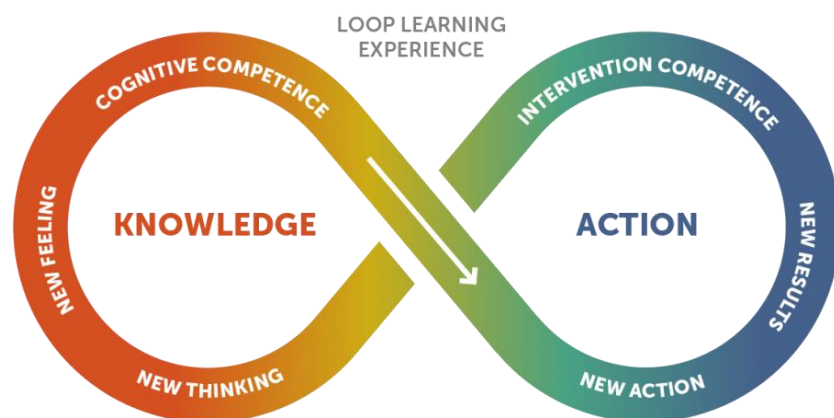 LOOP LEARNING
EXPERIENCE
COGNITIVE COMPETENCE
INTERVENTION COMPETENCE
NEW FEELING
KNOWLEDGE
ACTION
NEW RESULTS
NEW THINKING
NEW ACTION